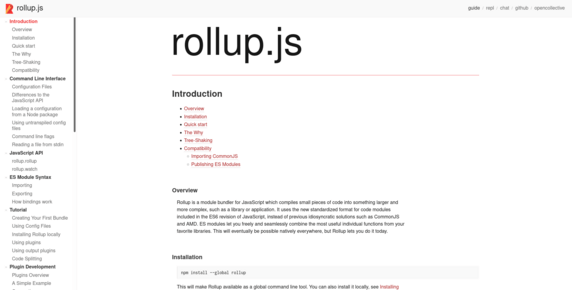 rollup.js
guide / repl / chat / github / opencollective
Introduction
Overview
Installation
Quick start
The Why
Tree-Shaking
Compatibility
Command Line Interface
Configuration Files
Differences to the
JavaScript API
Loading a configuration
from a Node package
Using untranspiled config
files
Command line flags
Reading a file from stdin
JavaScript API
rollup.rollup
rollup.watch
ES Module Syntax
Importing
Exporting
How bindings work
Tutorial
Creating Your First Bundle
Using Config Files
Installing Rollup locally
Using plugins
Using output plugins
Code Splitting
Plugin Development
Plugins Overview
A Simple Example
rollup.js
Introduction
Overview
Installation
Quick start
The Why
Tree-Shaking
Compatibility
Importing CommonJS
Publishing ES Modules
Overview
Rollup is a module bundler for JavaScript which compiles small pieces of code into something larger and
more complex, such as a library or application. It uses the new standardized format for code modules
included in the ES6 revision of JavaScript, instead of previous idiosyncratic solutions such as CommonJS
and AMD. ES modules let you freely and seamlessly combine the most useful individual functions from your
favorite libraries. This will eventually be possible natively everywhere, but Rollup lets you do it today.
Installation
npm install --global rollup
This will make Rollup available as a global command line tool. You can also install it locally, see Installing